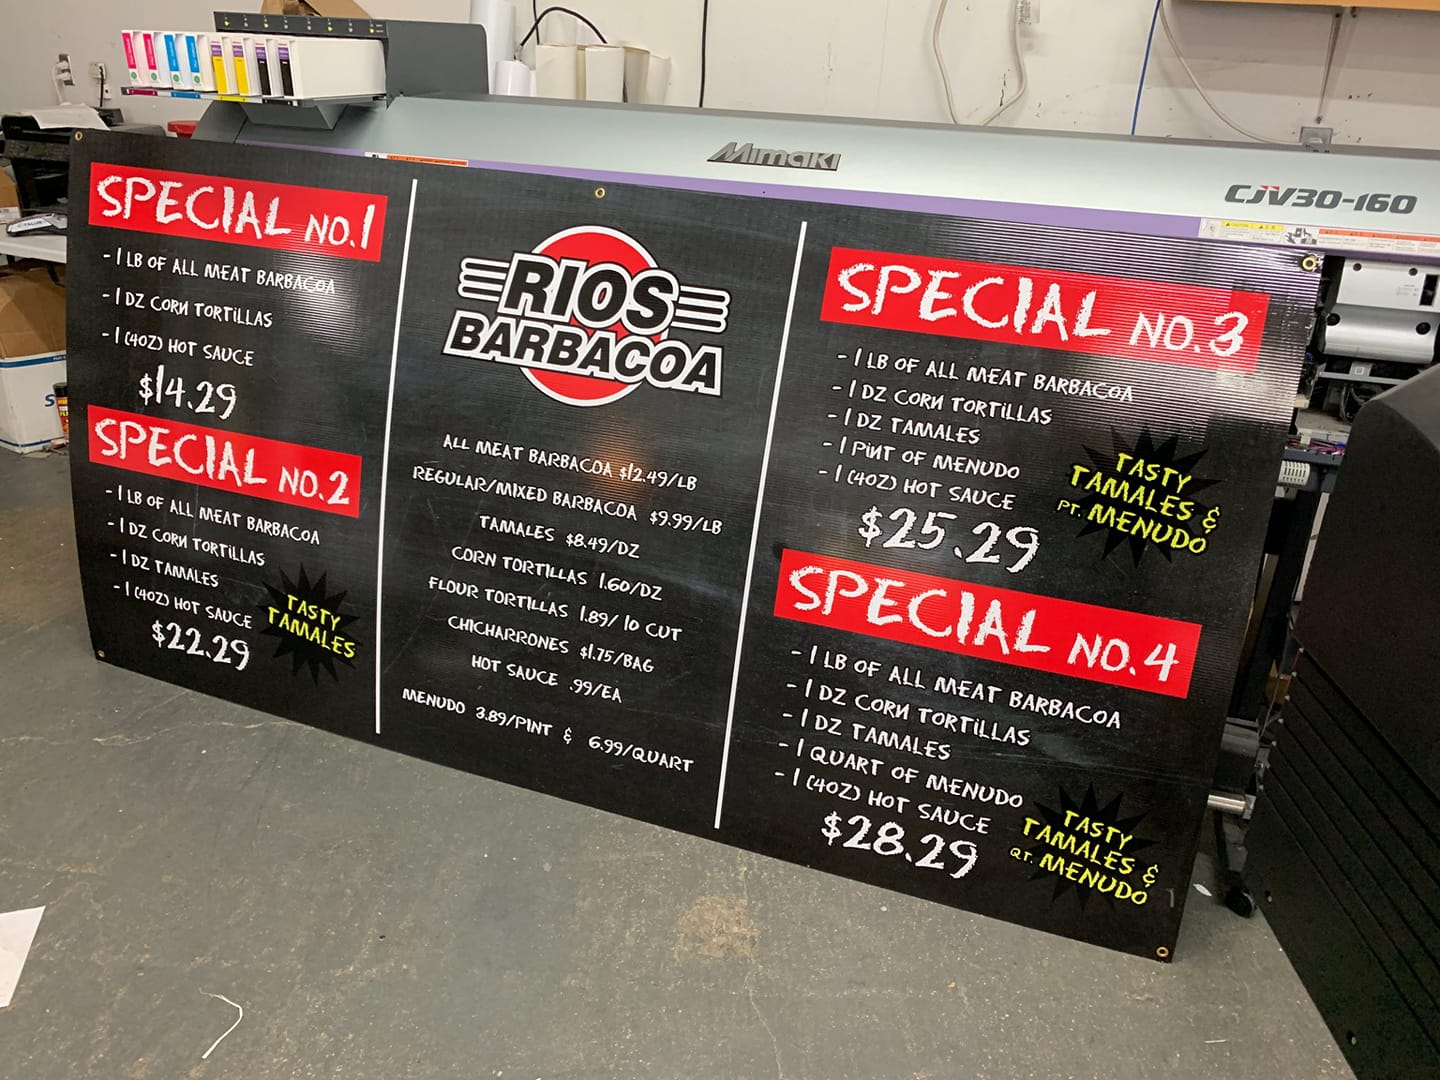 Mimaki
CJV30-160
SPECIAL NO.1
- 1 LB OF ALL MEAT BARBACOA
- 1 DZ CORN TORTILLAS
- 1 (4OZ) HOT SAUCE
$14.29
SPECIAL NO.2
- 1 LB OF ALL MEAT BARBACOA
- 1 DZ CORN TORTILLAS
- 1 DZ TAMALES
- 1 (4OZ) HOT SAUCE
$22.29
TASTY
TAMALES
RIOS
BARBACOA
ALL MEAT BARBACOA $12.49/LB
REGULAR/MIXED BARBACOA $9.99/LB
TAMALES $8.49/DZ
CORN TORTILLAS 1.60/DZ
FLOUR TORTILLAS 1.89/ 10 CUT
CHICHARRONES $1.75/BAG
HOT SAUCE .99/EA
MENUDO 3.89/PINT & 6.99/QUART
SPECIAL NO.3
- 1 LB OF ALL MEAT BARBACOA
- 1 DZ CORN TORTILLAS
- 1 DZ TAMALES
- 1 PINT OF MENUDO
- 1 (4OZ) HOT SAUCE
$25.29
TASTY
TAMALES &
PT. MENUDO
SPECIAL NO.4
- 1 LB OF ALL MEAT BARBACOA
- 1 DZ CORN TORTILLAS
- 1 DZ TAMALES
- 1 QUART OF MENUDO
- 1 (4OZ) HOT SAUCE
$28.29
TASTY
TAMALES &
QT. MENUDO